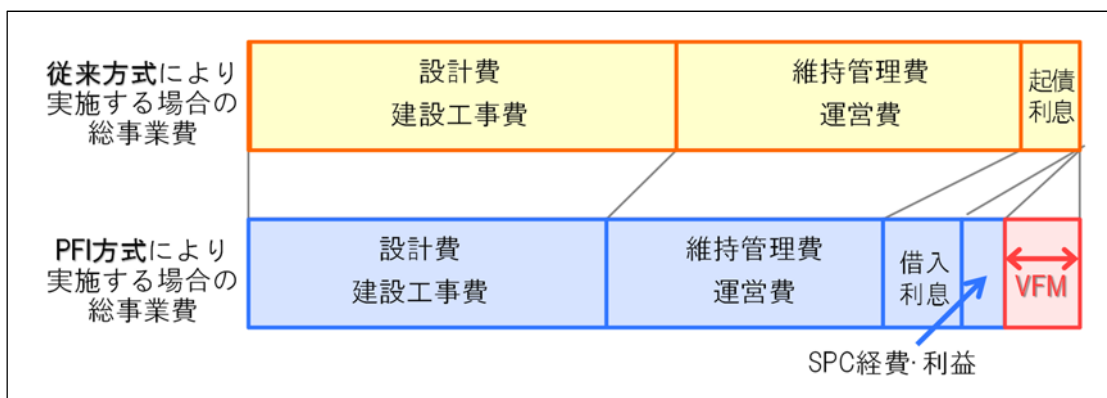 従来方式により
実施する場合の
総事業費
設計費
建設工事費
維持管理費
運営費
起債
利息
PFI方式により
実施する場合の
総事業費
設計費
建設工事費
維持管理費
運営費
借入
利息
VFM
SPC経費・利益